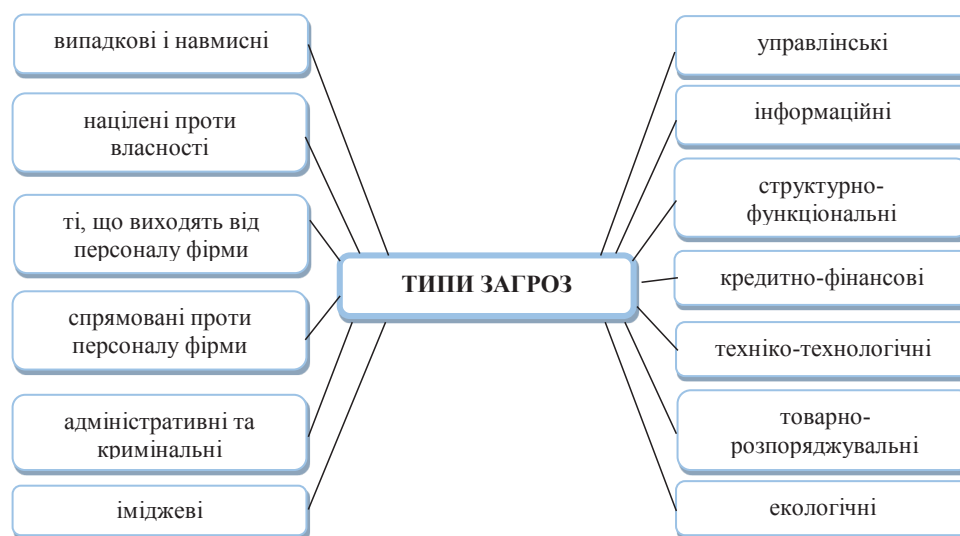 випадкові і навмисні
націлені проти
власності
ті, що виходять від
персоналу фірми
спрямовані проти
персоналу фірми
адміністративні та
кримінальні
іміджеві
ТИПИ ЗАГРОЗ
управлінські
інформаційні
структурно-
функціональні
кредитно-фінансові
техніко-технологічні
товарно-
розпоряджувальні
екологічні